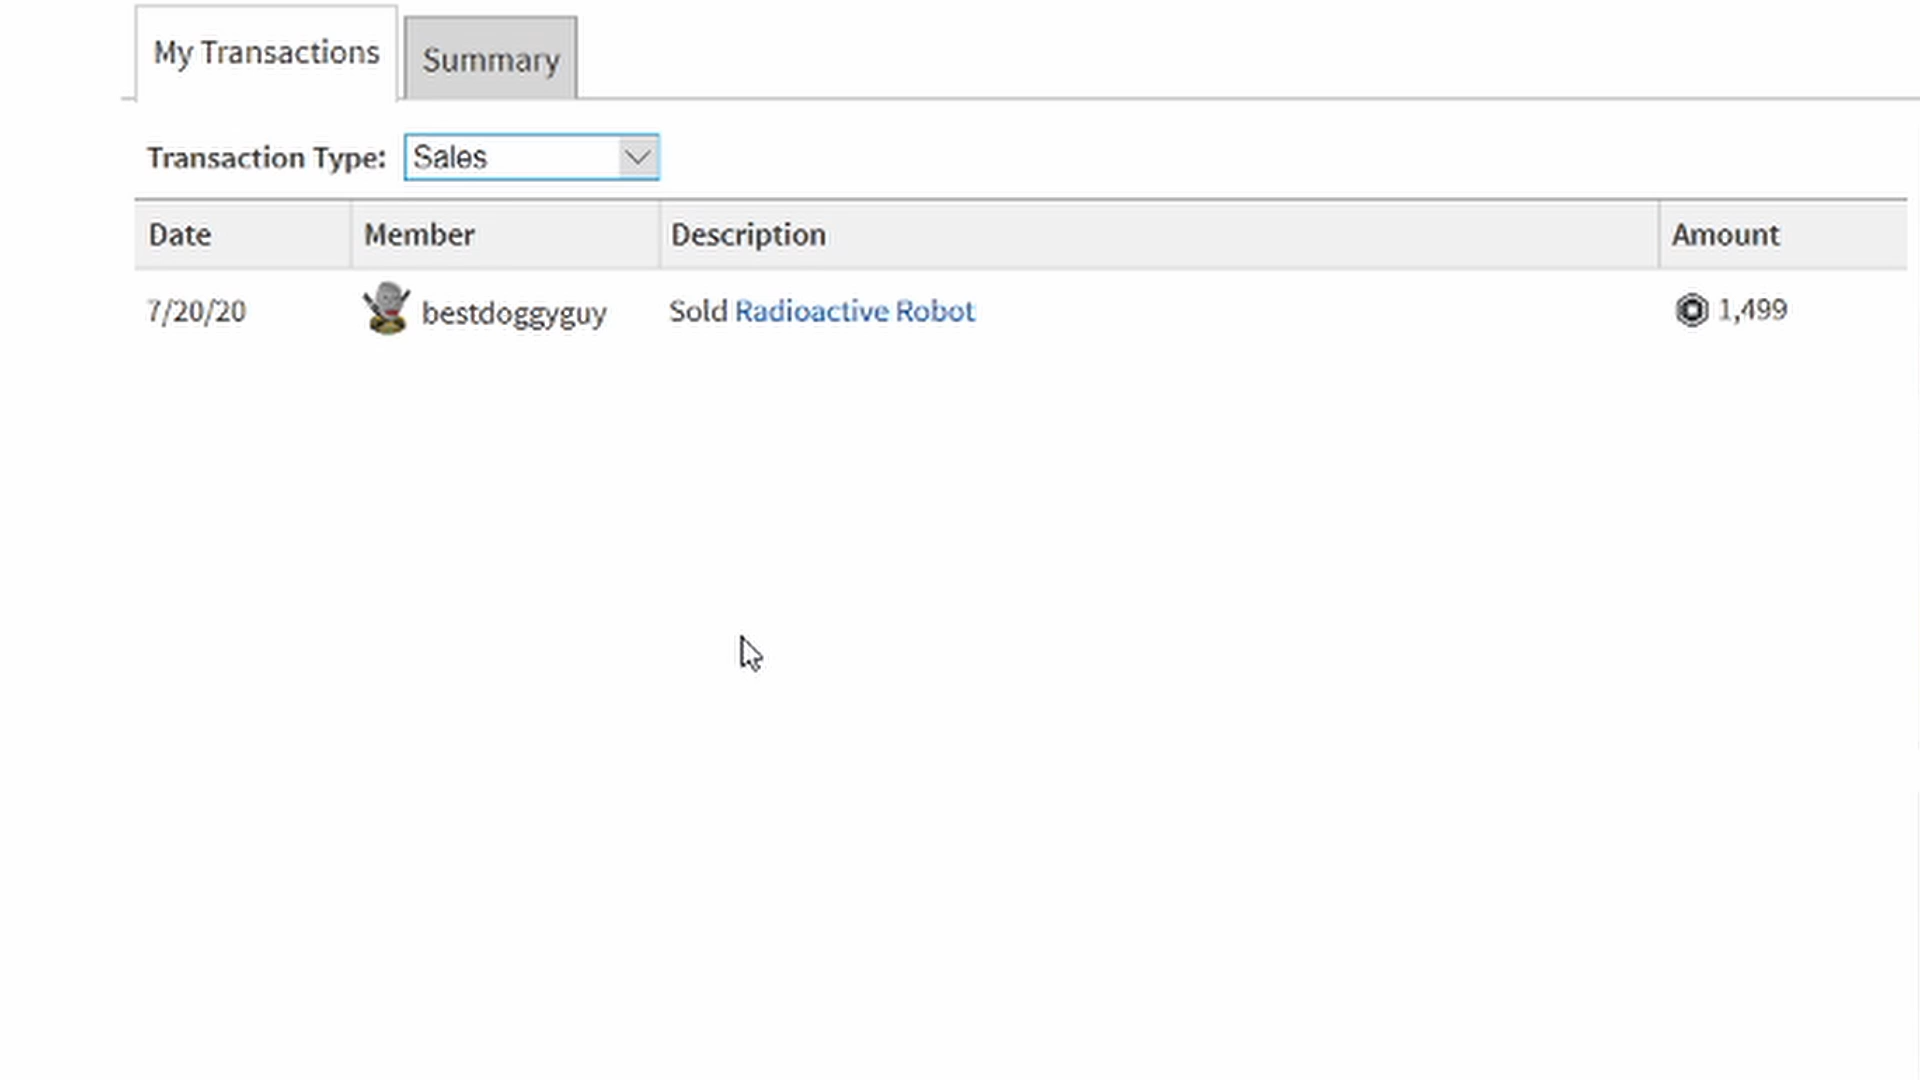 My Transactions Summary
Transaction Type: Sales
Date Member Description Amount
7/20/20 bestdoggyguy Sold Radioactive Robot 1,499